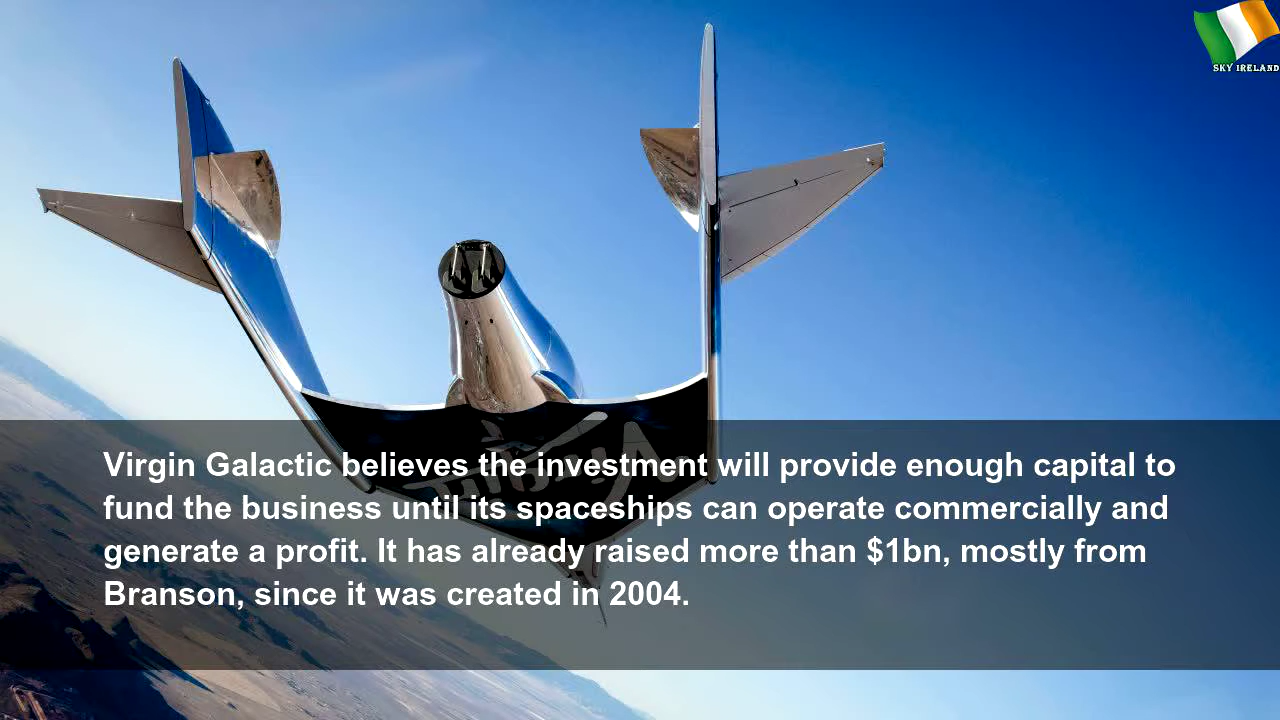 SKY IRELAND
Virgin Galactic believes the investment will provide enough capital to
fund the business until its spaceships can operate commercially and
generate a profit. It has already raised more than $1bn, mostly from
Branson, since it was created in 2004.